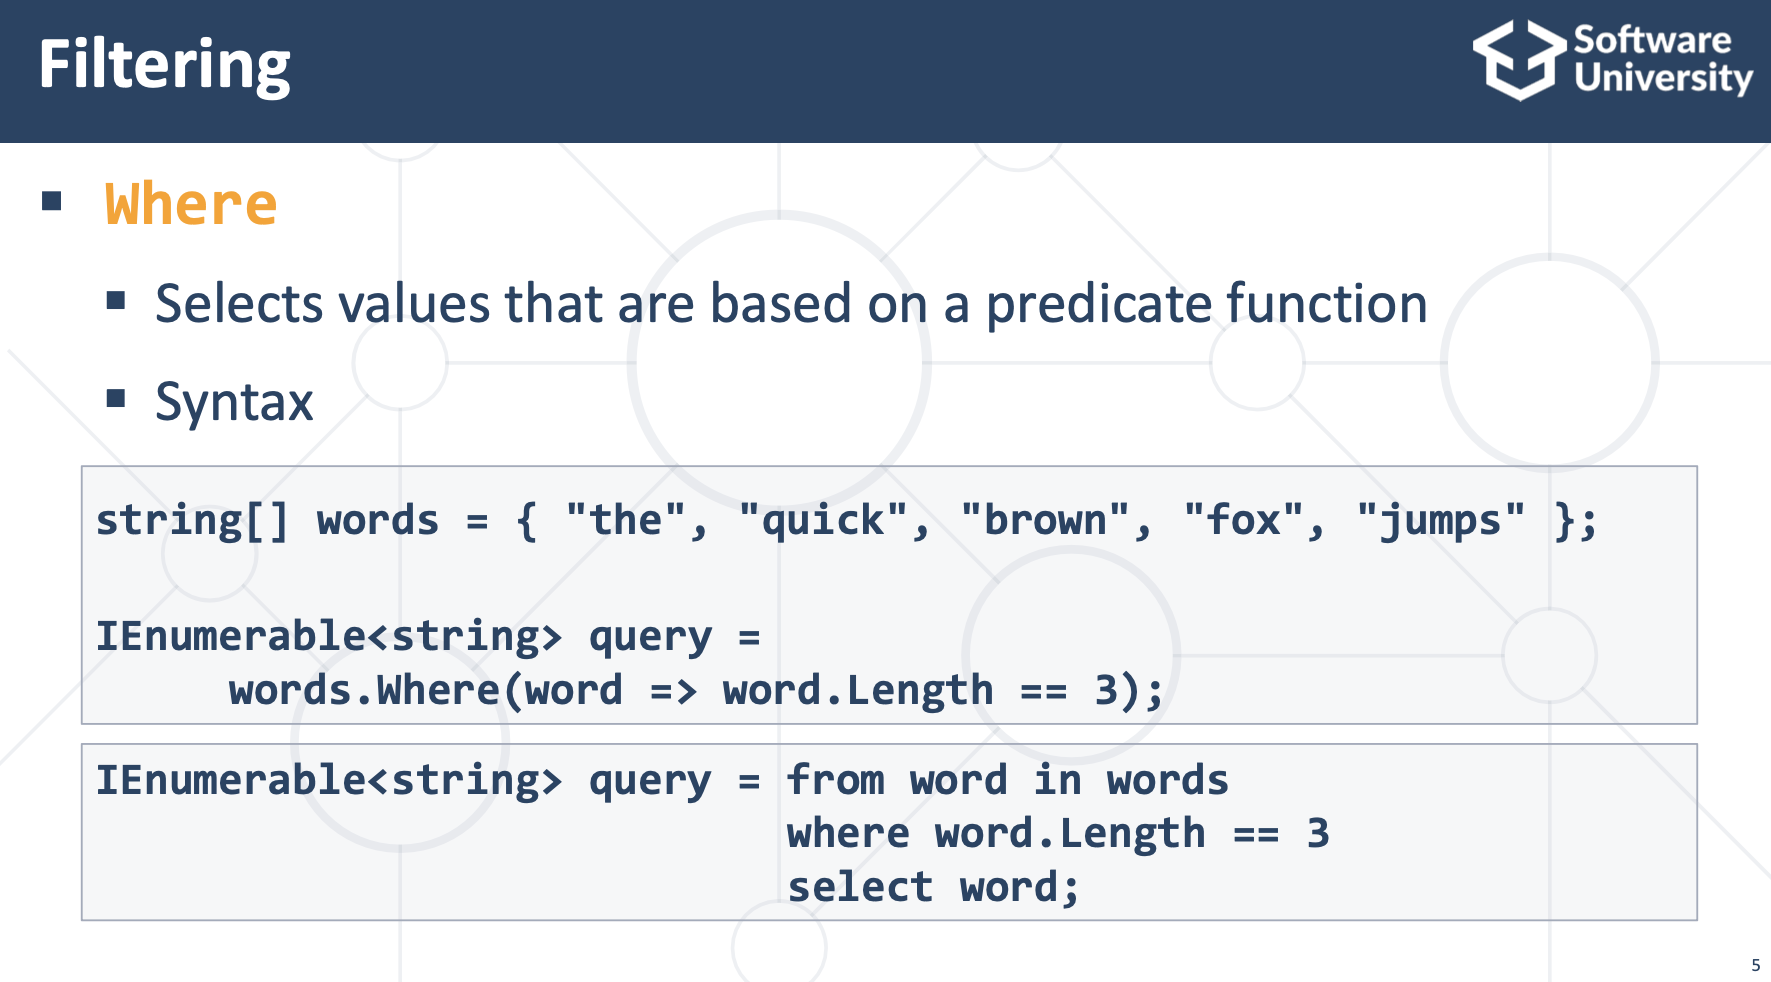 Filtering
Software
University
▪ Where
▪ Selects values that are based on a predicate function
▪ Syntax
string[] words = { "the", "quick", "brown", "fox", "jumps" };
IEnumerable<string> query =
words.Where(word => word.Length == 3);
IEnumerable<string> query = from word in words
where word.Length == 3
select word;
5